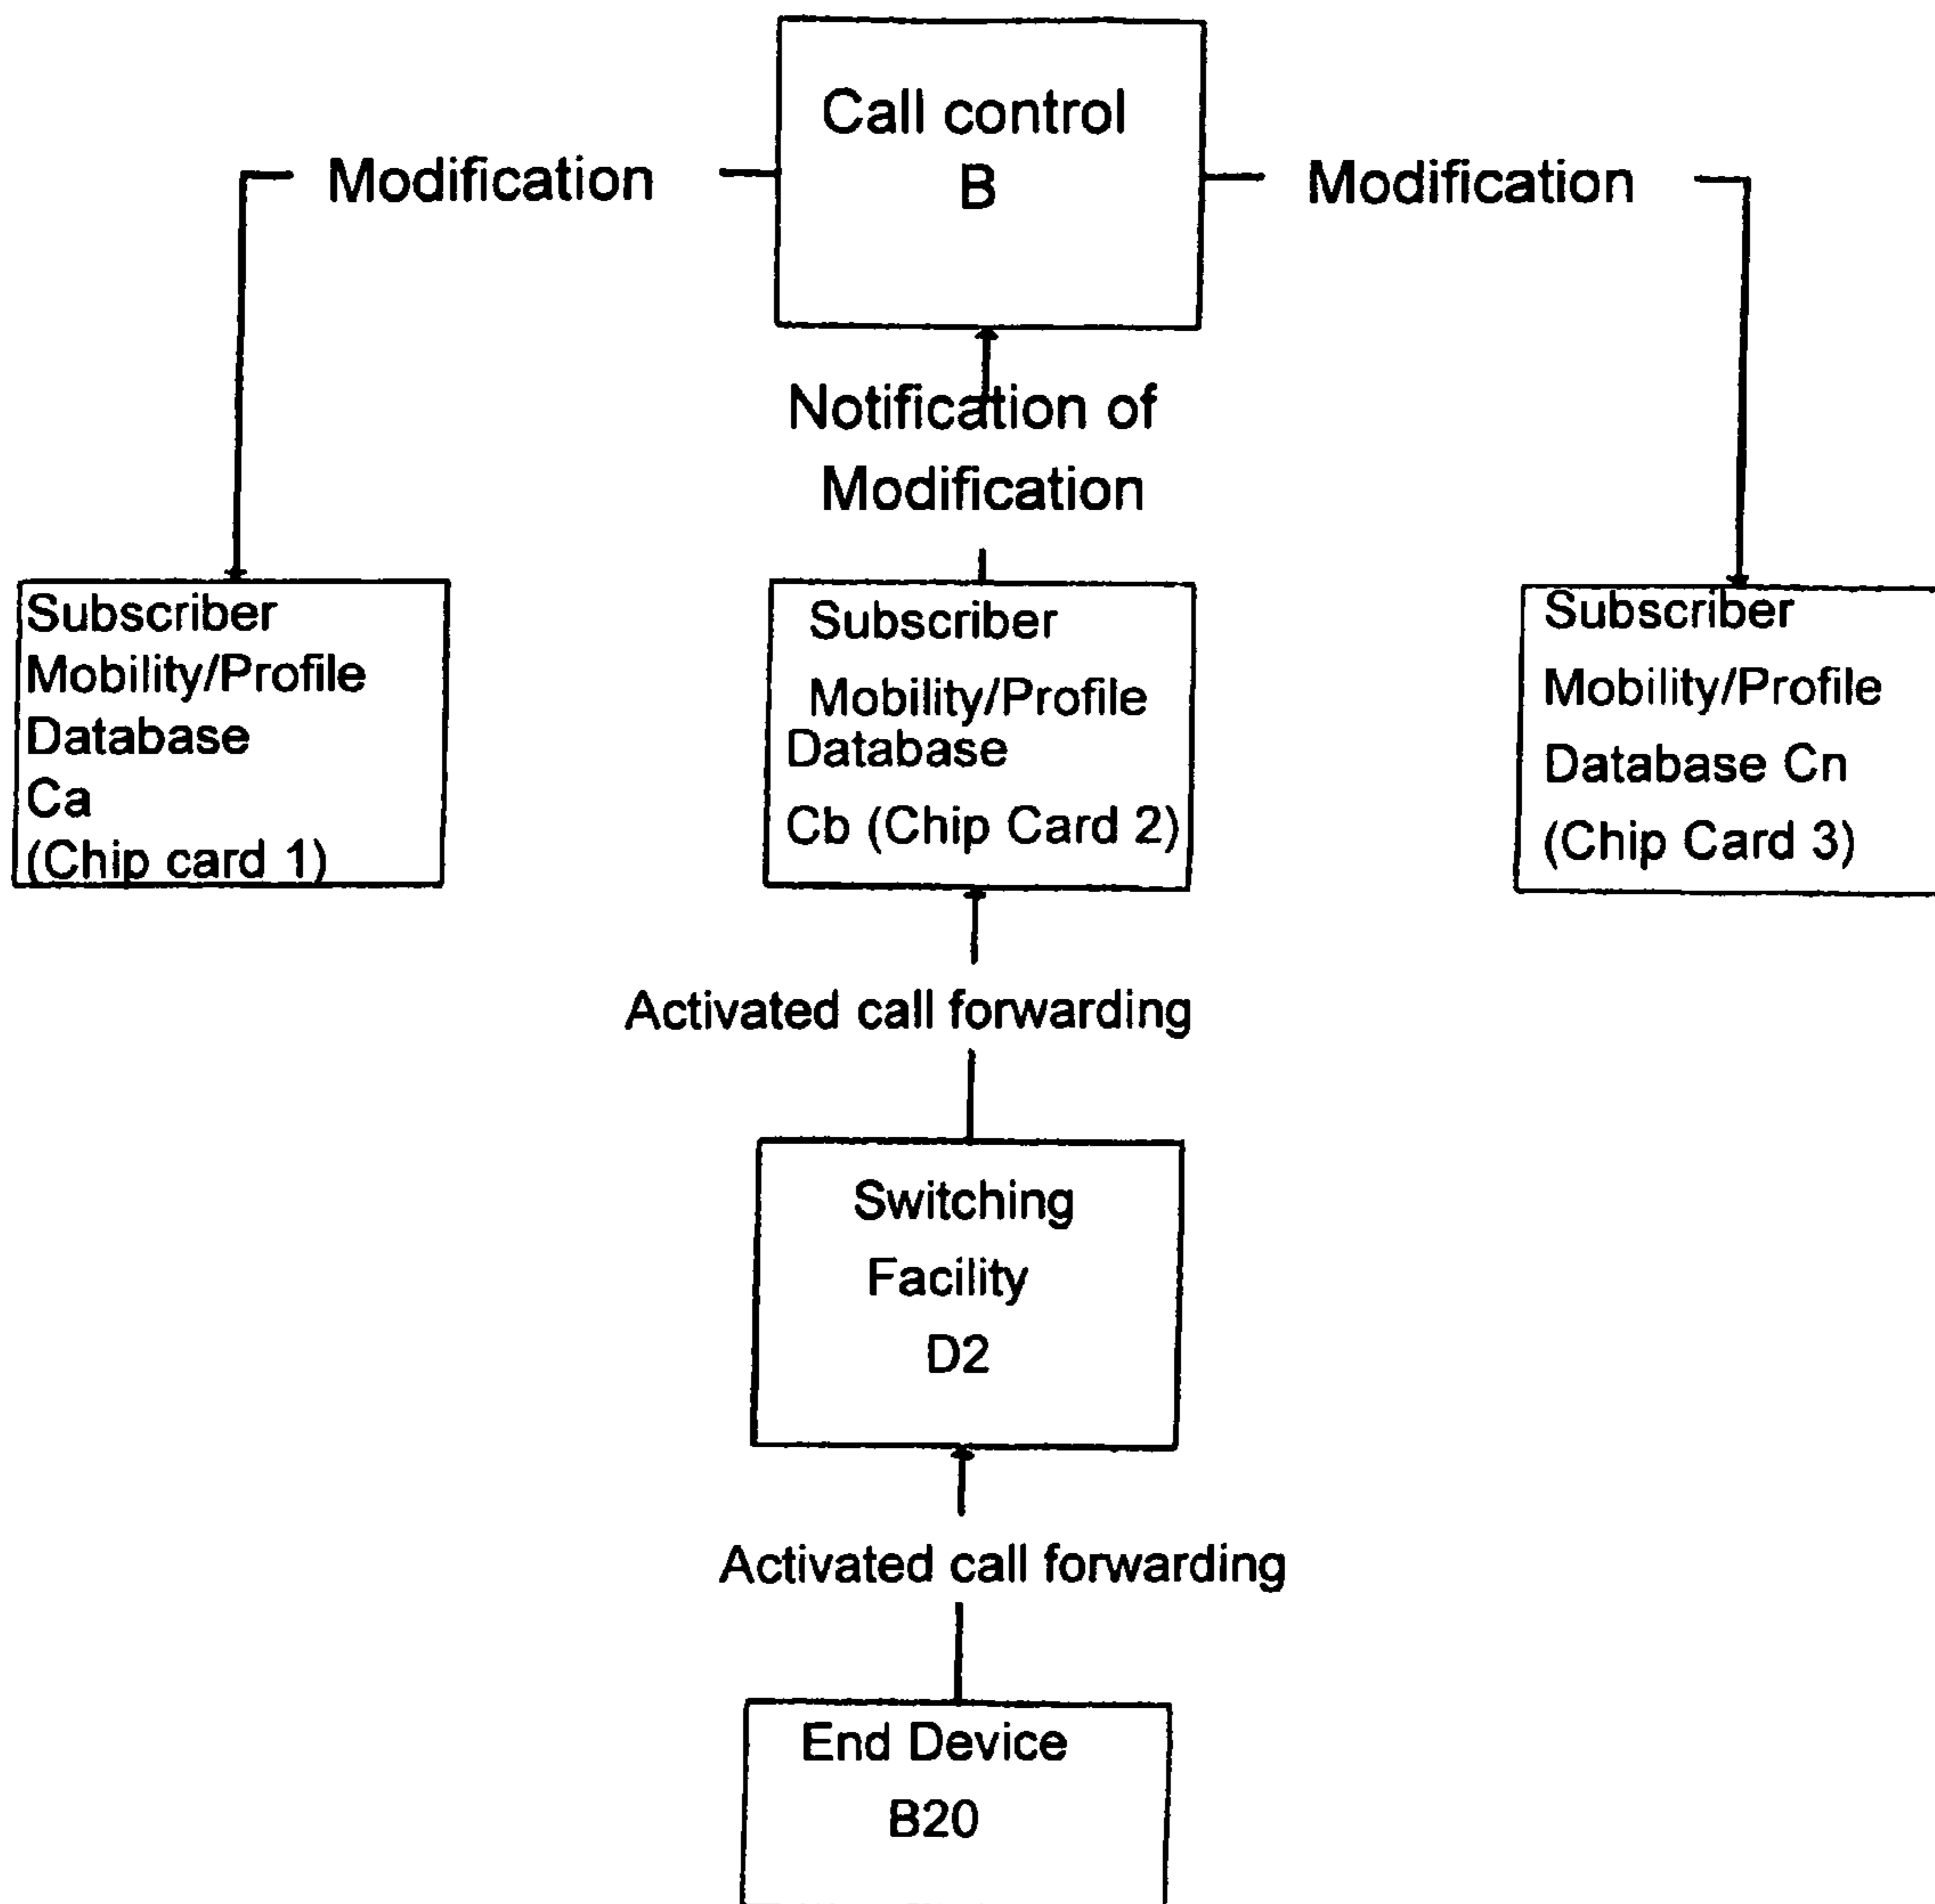 Call control
B
Modification
Modification
Notification of
Modification
Subscriber
Mobility/Profile
Database
Ca
(Chip card 1)
Subscriber
Mobility/Profile
Database
Cb (Chip Card 2)
Subscriber
Mobility/Profile
Database Cn
(Chip Card 3)
Activated call forwarding
Switching
Facility
D2
Activated call forwarding
End Device
B20